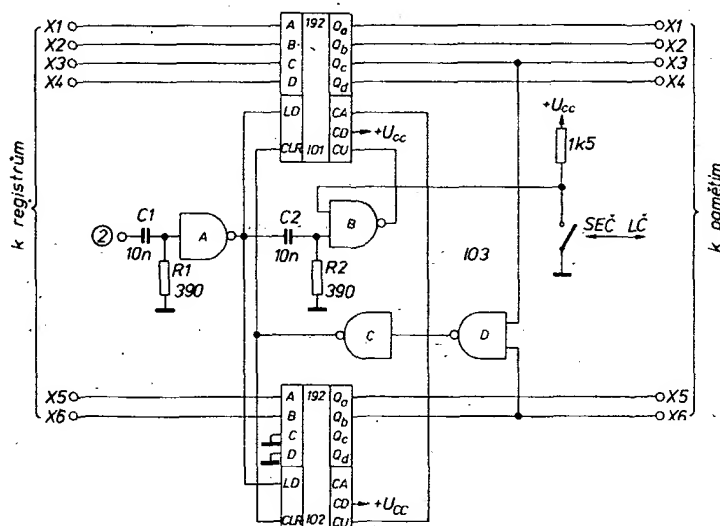 X1 A 192 Qa X1
X2 B Qb X2
X3 C Qc X3
X4 D Qd X4
LD CA +Ucc
CD +Ucc
CLR IO1 CU 1k5
k registrům
k pamětím
C1 A C2 B
2 10n 10n
R1 390
R2 390
IO3 SEČ LČ
C D
X5 A 192 Qa X5
X6 B Qb X6
C Qc
D Qd
LD CA
CD +Ucc
CLR IO2 CU